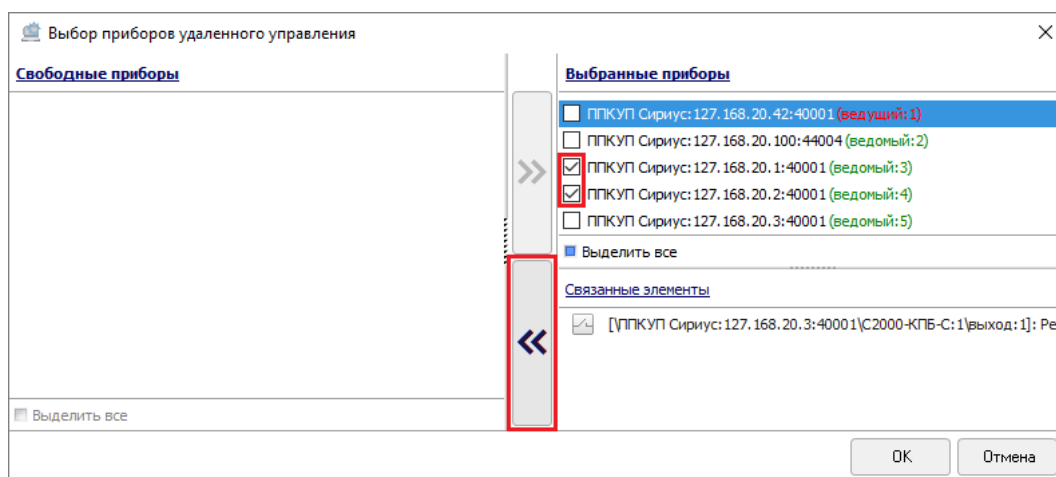 Выбор приборов удаленного управления
Свободные приборы
Выделить все
Выбранные приборы
ППКУП Сириус:127.168.20.42:40001 (ведущий:1)
ППКУП Сириус:127.168.20.100:44004 (ведомый:2)
ППКУП Сириус:127.168.20.1:40001 (ведомый:3)
ППКУП Сириус:127.168.20.2:40001 (ведомый:4)
ППКУП Сириус:127.168.20.3:40001 (ведомый:5)
Выделить все
Связанные элементы
[\ППКУП Сириус:127.168.20.3:40001\С2000-КПБ-С:1\выход:1]: Ре
OK
Отмена